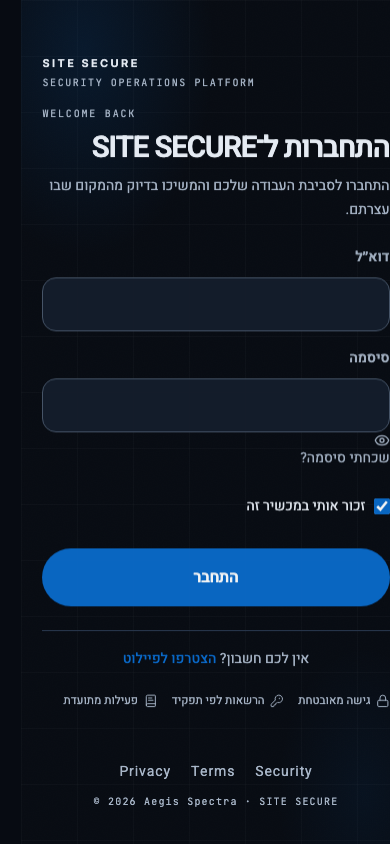 SITE SECURE
SECURITY OPERATIONS PLATFORM
WELCOME BACK
התחברות ל־SITE SECURE
התחברו לסביבת העבודה שלכם והמשיכו בדיוק מהמקום שבו
עצרתם.
דוא״ל
סיסמה
שכחתי סיסמה?
זכור אותי במכשיר זה
התחבר
אין לכם חשבון? הצטרפו לפיילוט
גישה מאובטחת הרשאות לפי תפקיד פעילות מתועדת
Privacy Terms Security
© 2026 Aegis Spectra · SITE SECURE